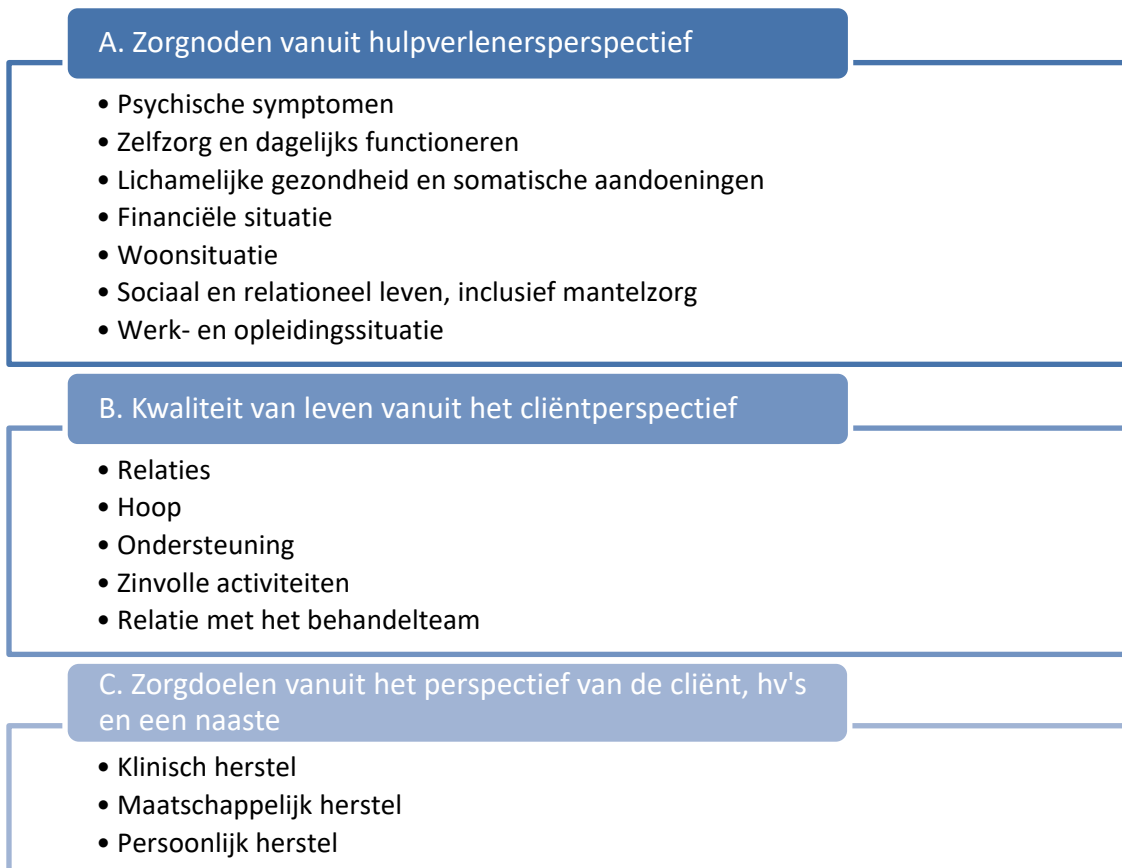 A. Zorgnoden vanuit hulpverlenersperspectief
• Psychische symptomen
• Zelfzorg en dagelijks functioneren
• Lichamelijke gezondheid en somatische aandoeningen
• Financiële situatie
• Woonsituatie
• Sociaal en relationeel leven, inclusief mantelzorg
• Werk- en opleidingssituatie
B. Kwaliteit van leven vanuit het cliëntperspectief
• Relaties
• Hoop
• Ondersteuning
• Zinvolle activiteiten
• Relatie met het behandelteam
C. Zorgdoelen vanuit het perspectief van de cliënt, hv's
en een naaste
• Klinisch herstel
• Maatschappelijk herstel
• Persoonlijk herstel